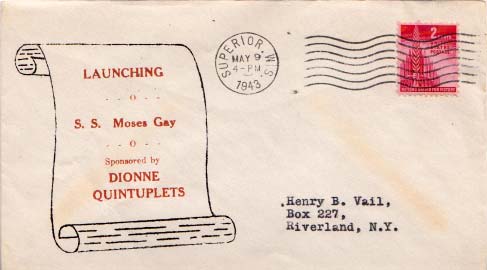 LAUNCHING
- - o - -
S. S. Moses Gay
- - o - -
Sponsored by
DIONNE
QUINTUPLETS
SUPERIOR, WIS.
MAY 9
4-PM
1943
2
Henry B. Vail,
Box 227,
Riverland, N.Y.